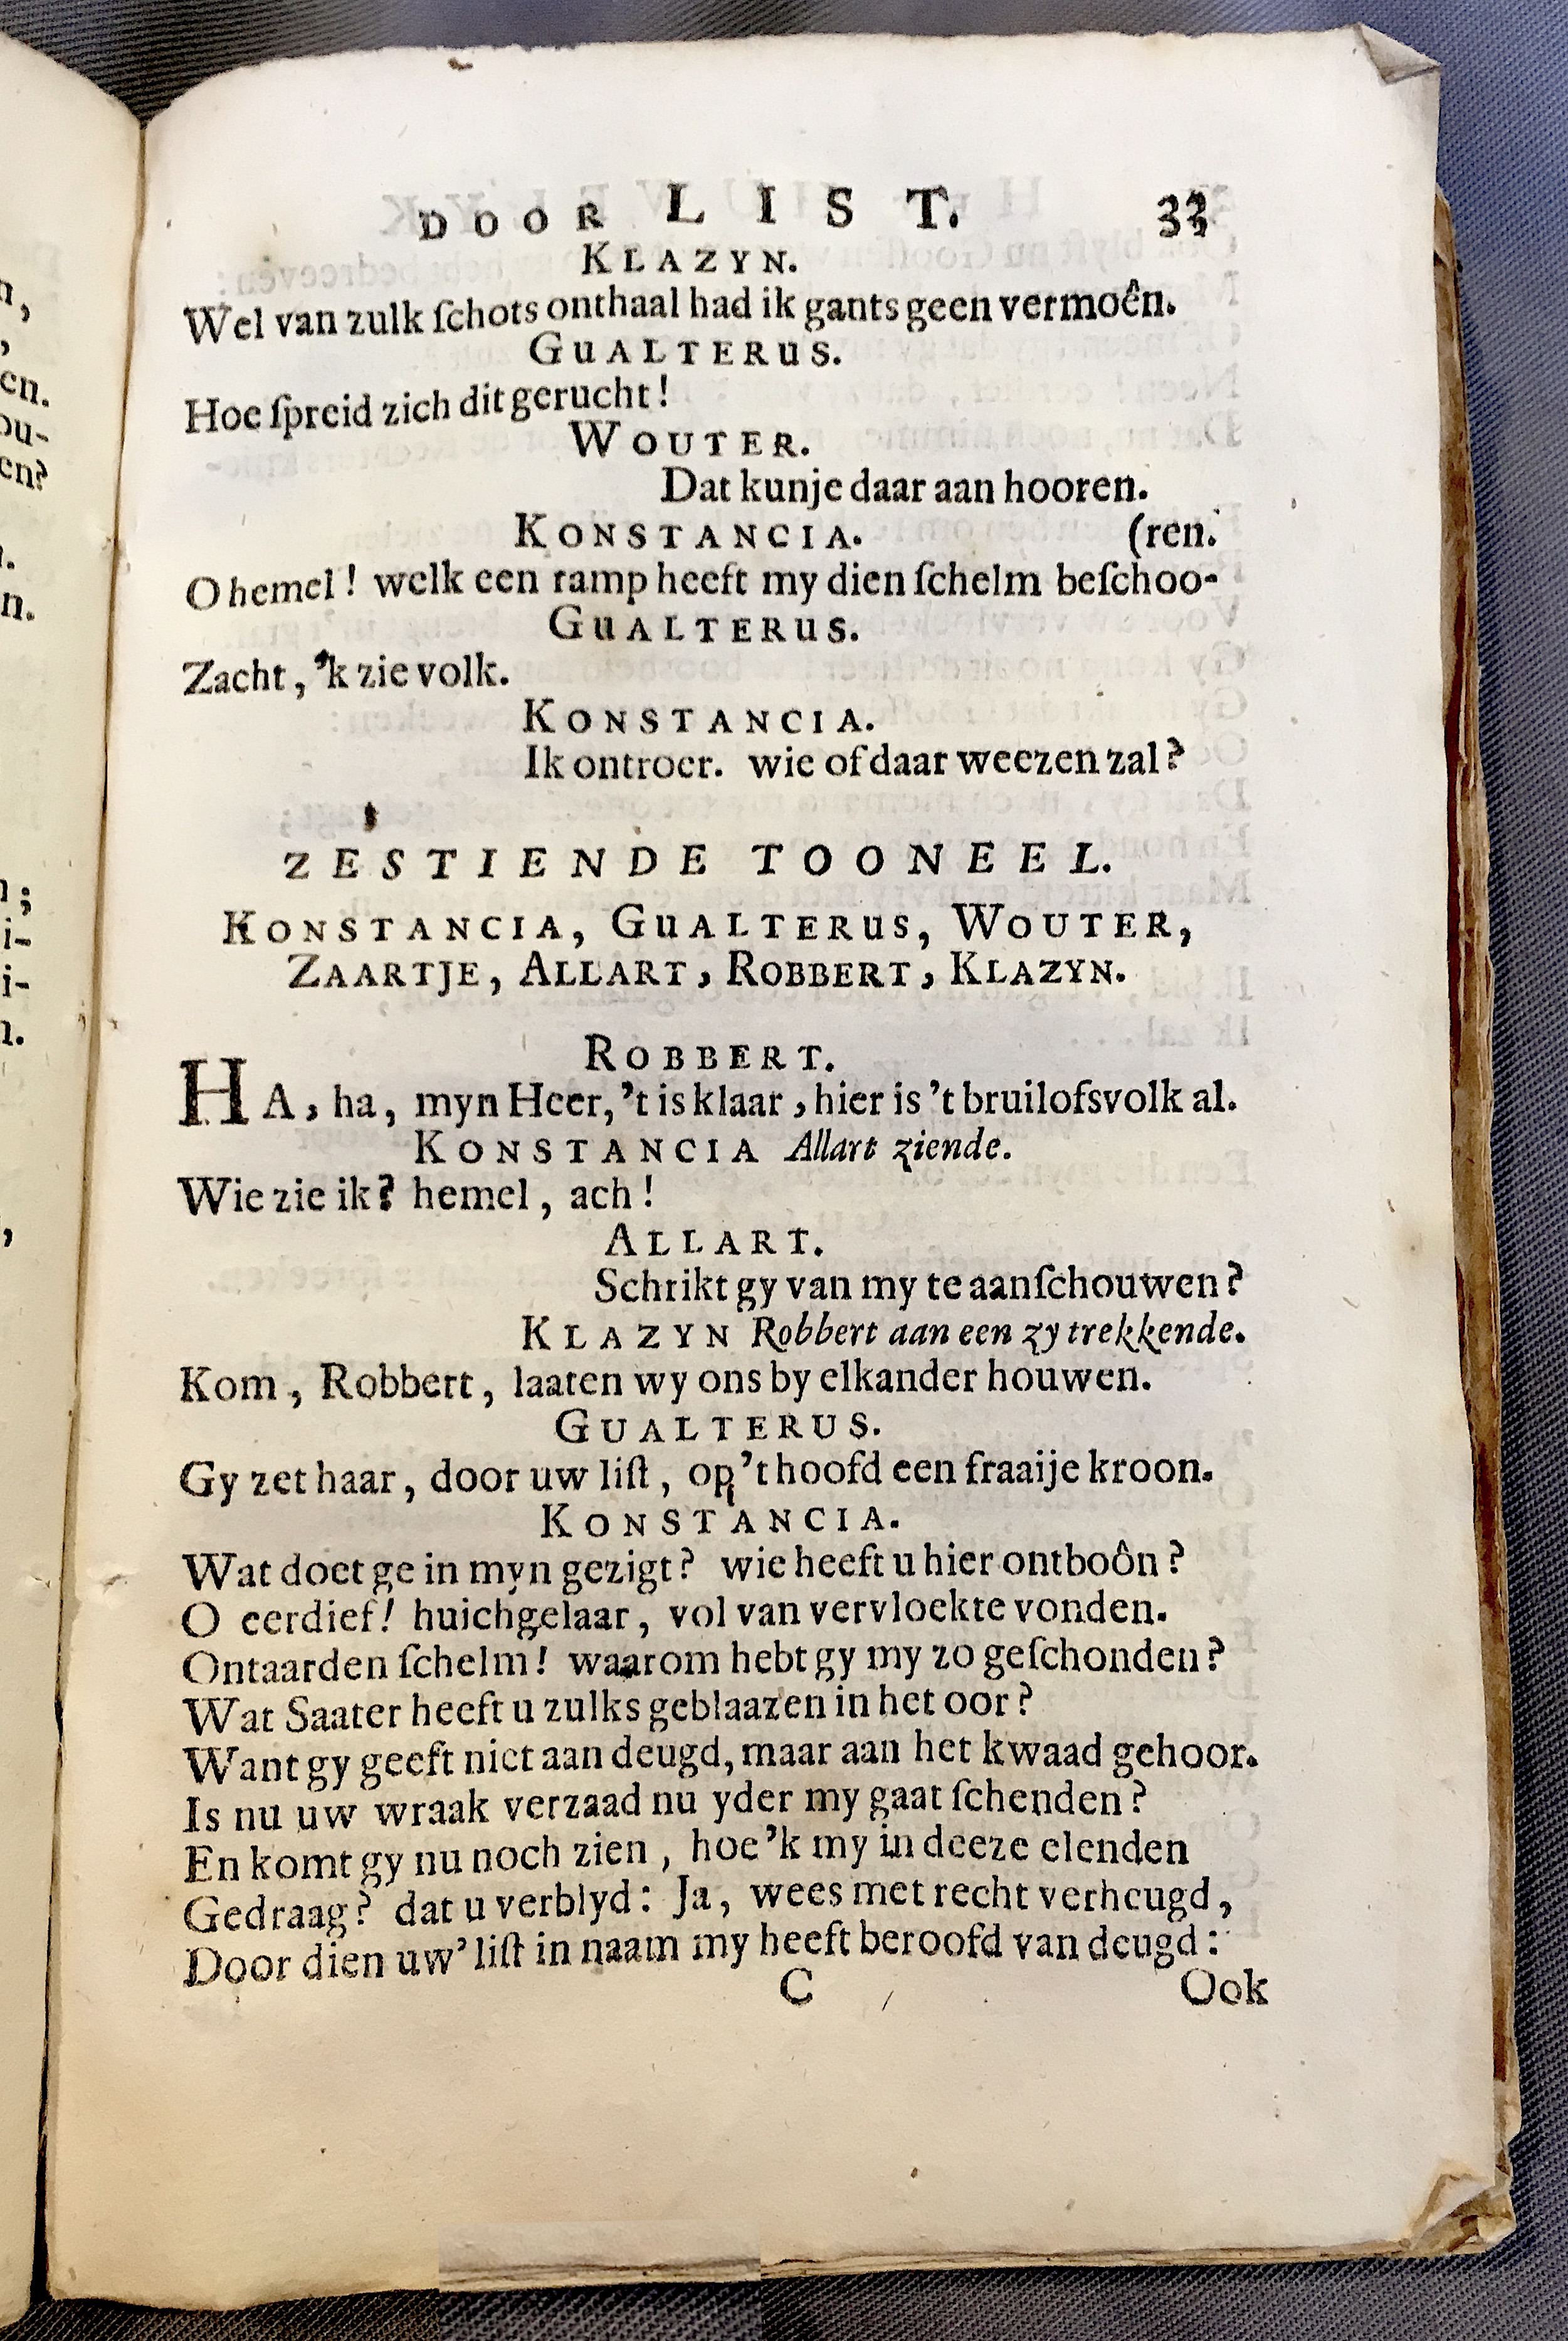 DOOR LIST. 33
KLAZYN.
Wel van zulk ſchots onthaal had ik gants geen vermoên.
GUALTERUS.
Hoe ſpreid zich dit gerucht!
WOUTER.
Dat kunje daar aan hooren.
KONSTANCIA. (ren.
O hemel! welk een ramp heeft my dien ſchelm beſchoo-
GUALTERUS.
Zacht, 'k zie volk.
KONSTANCIA.
Ik ontroer. wie of daar weezen zal?
ZESTIENDE TOONEEL.
KONSTANCIA, GUALTERUS, WOUTER,
ZAARTJE, ALLART, ROBBERT, KLAZYN.
ROBBERT.
HA, ha, myn Heer, 't is klaar, hier is 't bruilofsvolk al.
KONSTANCIA Allart ziende.
Wie zie ik? hemel, ach!
ALLART.
Schrikt gy van my te aanſchouwen?
KLAZYN Robbert aan een zy trekkende.
Kom, Robbert, laaten wy ons by elkander houwen.
GUALTERUS.
Gy zet haar, door uw liſt, op 't hoofd een fraaije kroon.
KONSTANCIA.
Wat doet ge in myn gezigt? wie heeft u hier ontboôn?
O eerdief! huichgelaar, vol van vervloekte vonden.
Ontaarden ſchelm! waarom hebt gy my zo geſchonden?
Wat Saater heeft u zulks geblaazen in het oor?
Want gy geeft niet aan deugd, maar aan het kwaad gehoor.
Is nu uw wraak verzaad nu yder my gaat ſchenden?
En komt gy nu noch zien, hoe 'k my in deeze elenden
Gedraag? dat u verblyd: Ja, wees met recht verheugd,
Door dien uw' liſt in naam my heeft beroofd van deugd:
C Ook